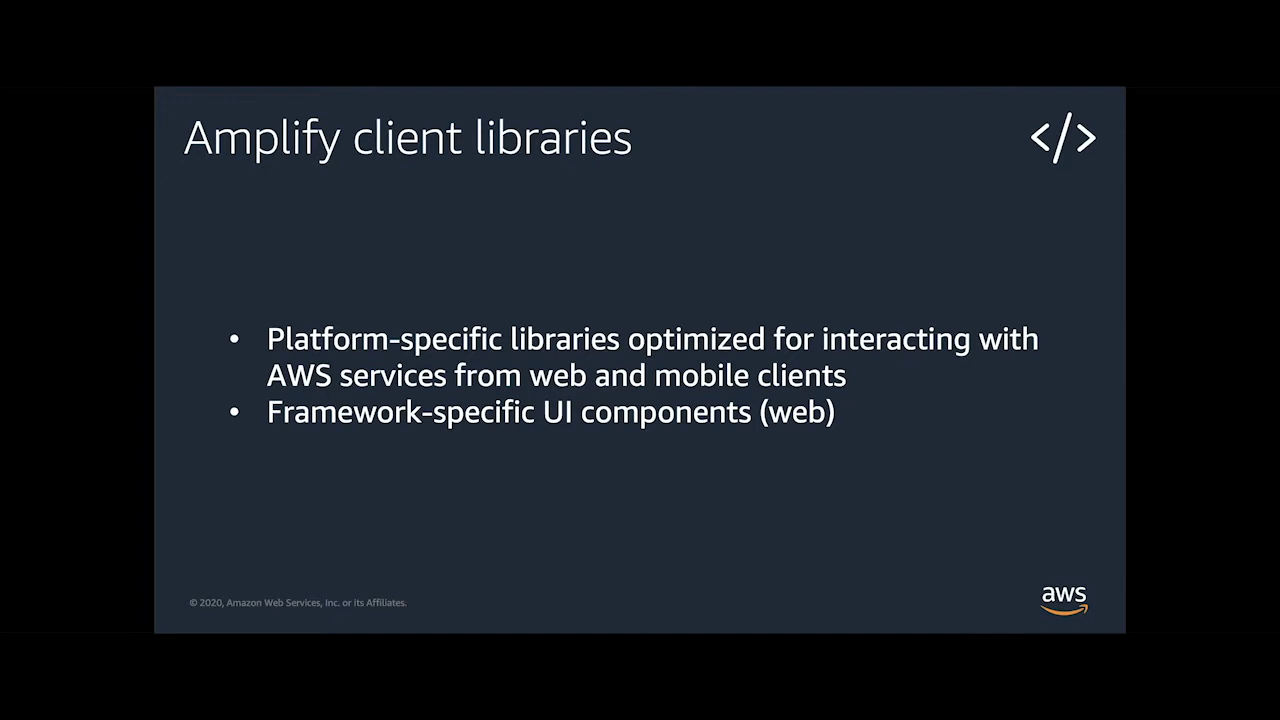 Amplify client libraries
</>
• Platform-specific libraries optimized for interacting with
AWS services from web and mobile clients
• Framework-specific UI components (web)
© 2020, Amazon Web Services, Inc. or its Affiliates.
aws